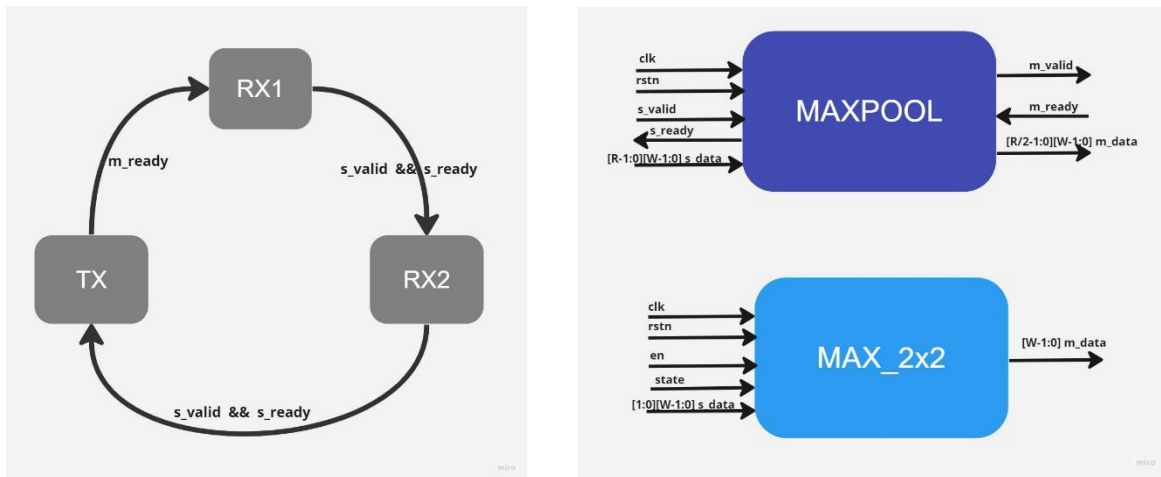 RX1
m_ready
s_valid && s_ready
TX
RX2
s_valid && s_ready
miro
clk
rstn
s_valid
s_ready
[R-1:0][W-1:0] s_data
MAXPOOL
m_valid
m_ready
[R/2-1:0][W-1:0] m_data
clk
rstn
en
state
[1:0][W-1:0] s_data
MAX_2x2
[W-1:0] m_data
miro